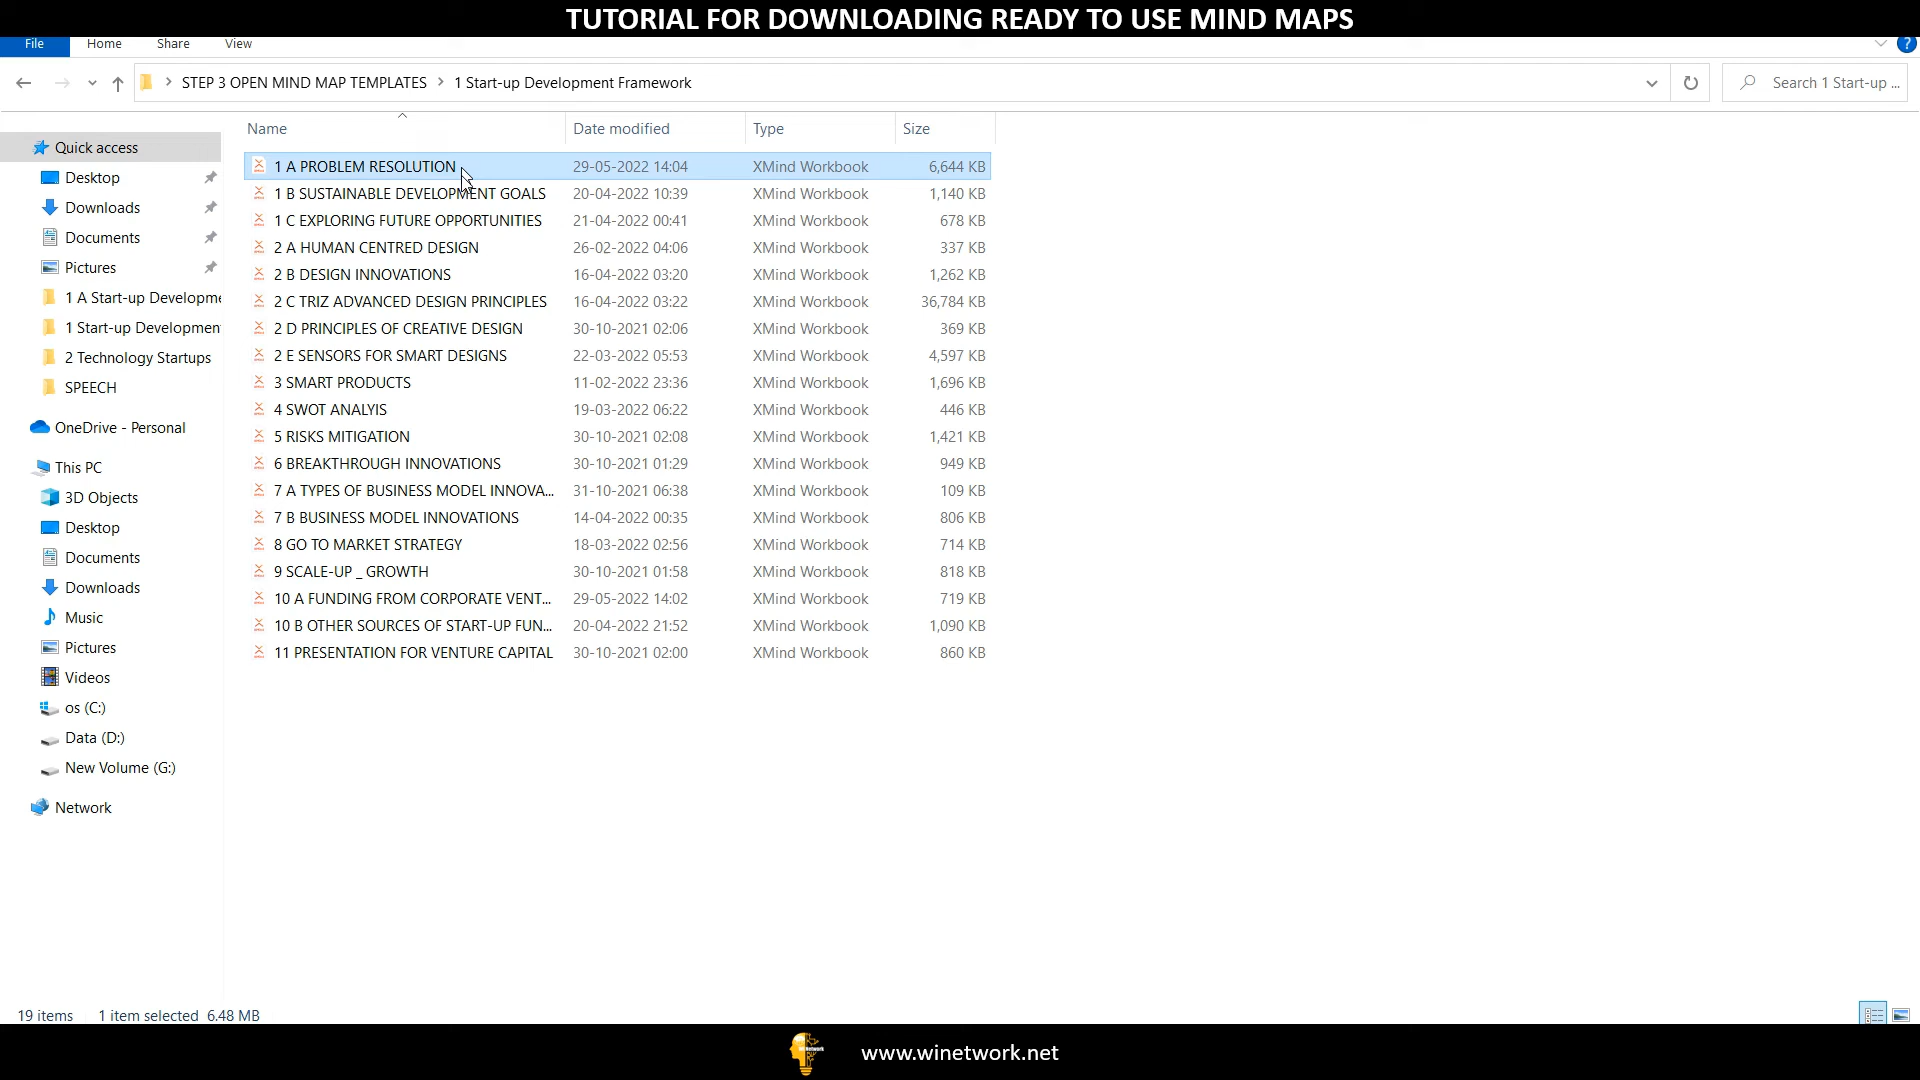 TUTORIAL FOR DOWNLOADING READY TO USE MIND MAPS
File Home Share View
STEP 3 OPEN MIND MAP TEMPLATES 1 Start-up Development Framework
Search 1 Start-up ...
Name Date modified Type Size
Quick access
Desktop
Downloads
Documents
Pictures
1 A Start-up Developme
1 Start-up Developmen
2 Technology Startups
SPEECH
OneDrive - Personal
This PC
3D Objects
Desktop
Documents
Downloads
Music
Pictures
Videos
os (C:)
Data (D:)
New Volume (G:)
Network
1 A PROBLEM RESOLUTION 29-05-2022 14:04 XMind Workbook 6,644 KB
1 B SUSTAINABLE DEVELOPMENT GOALS 20-04-2022 10:39 XMind Workbook 1,140 KB
1 C EXPLORING FUTURE OPPORTUNITIES 21-04-2022 00:41 XMind Workbook 678 KB
2 A HUMAN CENTRED DESIGN 26-02-2022 04:06 XMind Workbook 337 KB
2 B DESIGN INNOVATIONS 16-04-2022 03:20 XMind Workbook 1,262 KB
2 C TRIZ ADVANCED DESIGN PRINCIPLES 16-04-2022 03:22 XMind Workbook 36,784 KB
2 D PRINCIPLES OF CREATIVE DESIGN 30-10-2021 02:06 XMind Workbook 369 KB
2 E SENSORS FOR SMART DESIGNS 22-03-2022 05:53 XMind Workbook 4,597 KB
3 SMART PRODUCTS 11-02-2022 23:36 XMind Workbook 1,696 KB
4 SWOT ANALYIS 19-03-2022 06:22 XMind Workbook 446 KB
5 RISKS MITIGATION 30-10-2021 02:08 XMind Workbook 1,421 KB
6 BREAKTHROUGH INNOVATIONS 30-10-2021 01:29 XMind Workbook 949 KB
7 A TYPES OF BUSINESS MODEL INNOVA... 31-10-2021 06:38 XMind Workbook 109 KB
7 B BUSINESS MODEL INNOVATIONS 14-04-2022 00:35 XMind Workbook 806 KB
8 GO TO MARKET STRATEGY 18-03-2022 02:56 XMind Workbook 714 KB
9 SCALE-UP _ GROWTH 30-10-2021 01:58 XMind Workbook 818 KB
10 A FUNDING FROM CORPORATE VENT... 29-05-2022 14:02 XMind Workbook 719 KB
10 B OTHER SOURCES OF START-UP FUN... 20-04-2022 21:52 XMind Workbook 1,090 KB
11 PRESENTATION FOR VENTURE CAPITAL 30-10-2021 02:00 XMind Workbook 860 KB
19 items 1 item selected 6.48 MB
www.winetwork.net